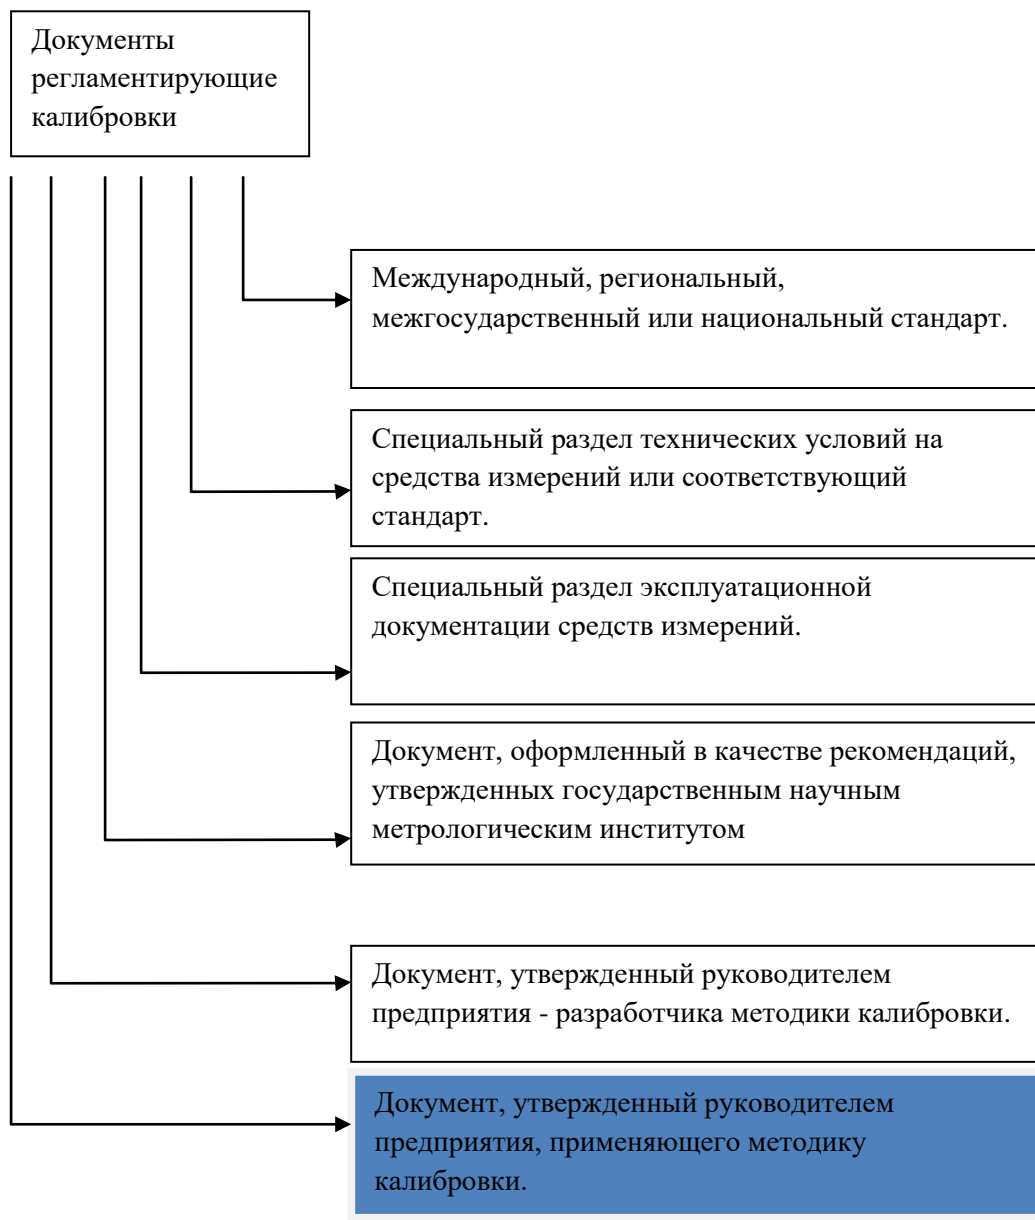 Документы
регламентирующие
калибровки
Международный, региональный,
межгосударственный или национальный стандарт.
Специальный раздел технических условий на
средства измерений или соответствующий
стандарт.
Специальный раздел эксплуатационной
документации средств измерений.
Документ, оформленный в качестве рекомендаций,
утвержденных государственным научным
метрологическим институтом
Документ, утвержденный руководителем
предприятия - разработчика методики калибровки.
Документ, утвержденный руководителем
предприятия, применяющего методику
калибровки.